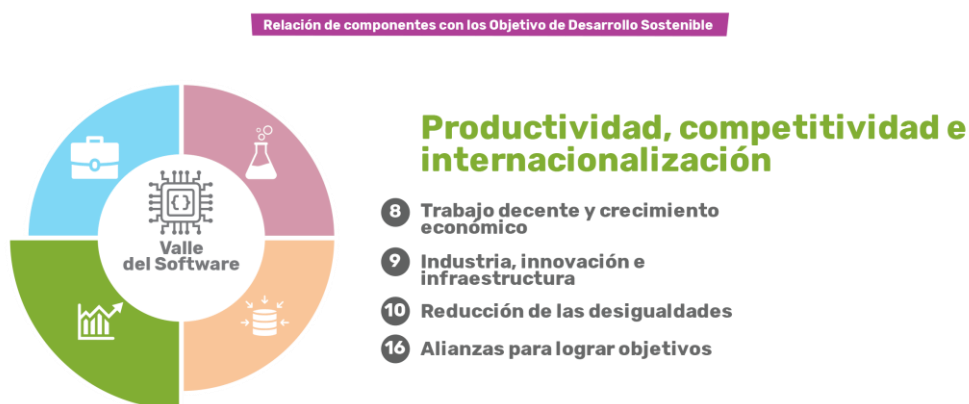 Relación de componentes con los Objetivo de Desarrollo Sostenible
Productividad, competitividad e
internacionalización
8 Trabajo decente y crecimiento
económico
9 Industria, innovación e
infraestructura
10 Reducción de las desigualdades
16 Alianzas para lograr objetivos
{}
Valle
del Software